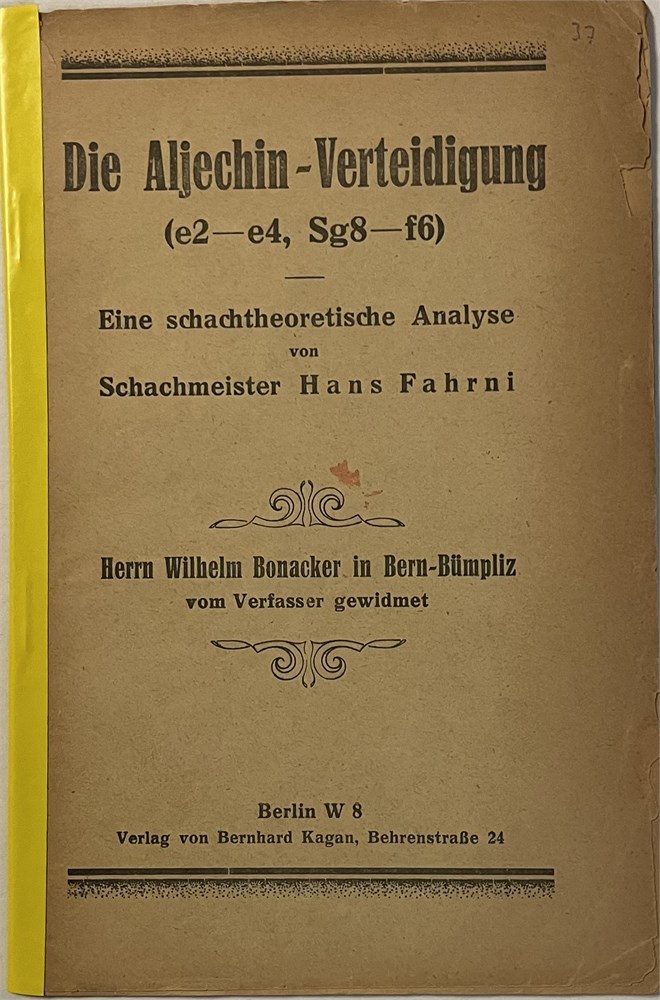 37
Die Aljechin-Verteidigung
(e2—e4, Sg8—f6)
Eine schachtheoretische Analyse
von
Schachmeister Hans Fahrni
Herrn Wilhelm Bonacker in Bern-Bümpliz
vom Verfasser gewidmet
Berlin W 8
Verlag von Bernhard Kagan, Behrenstraße 24